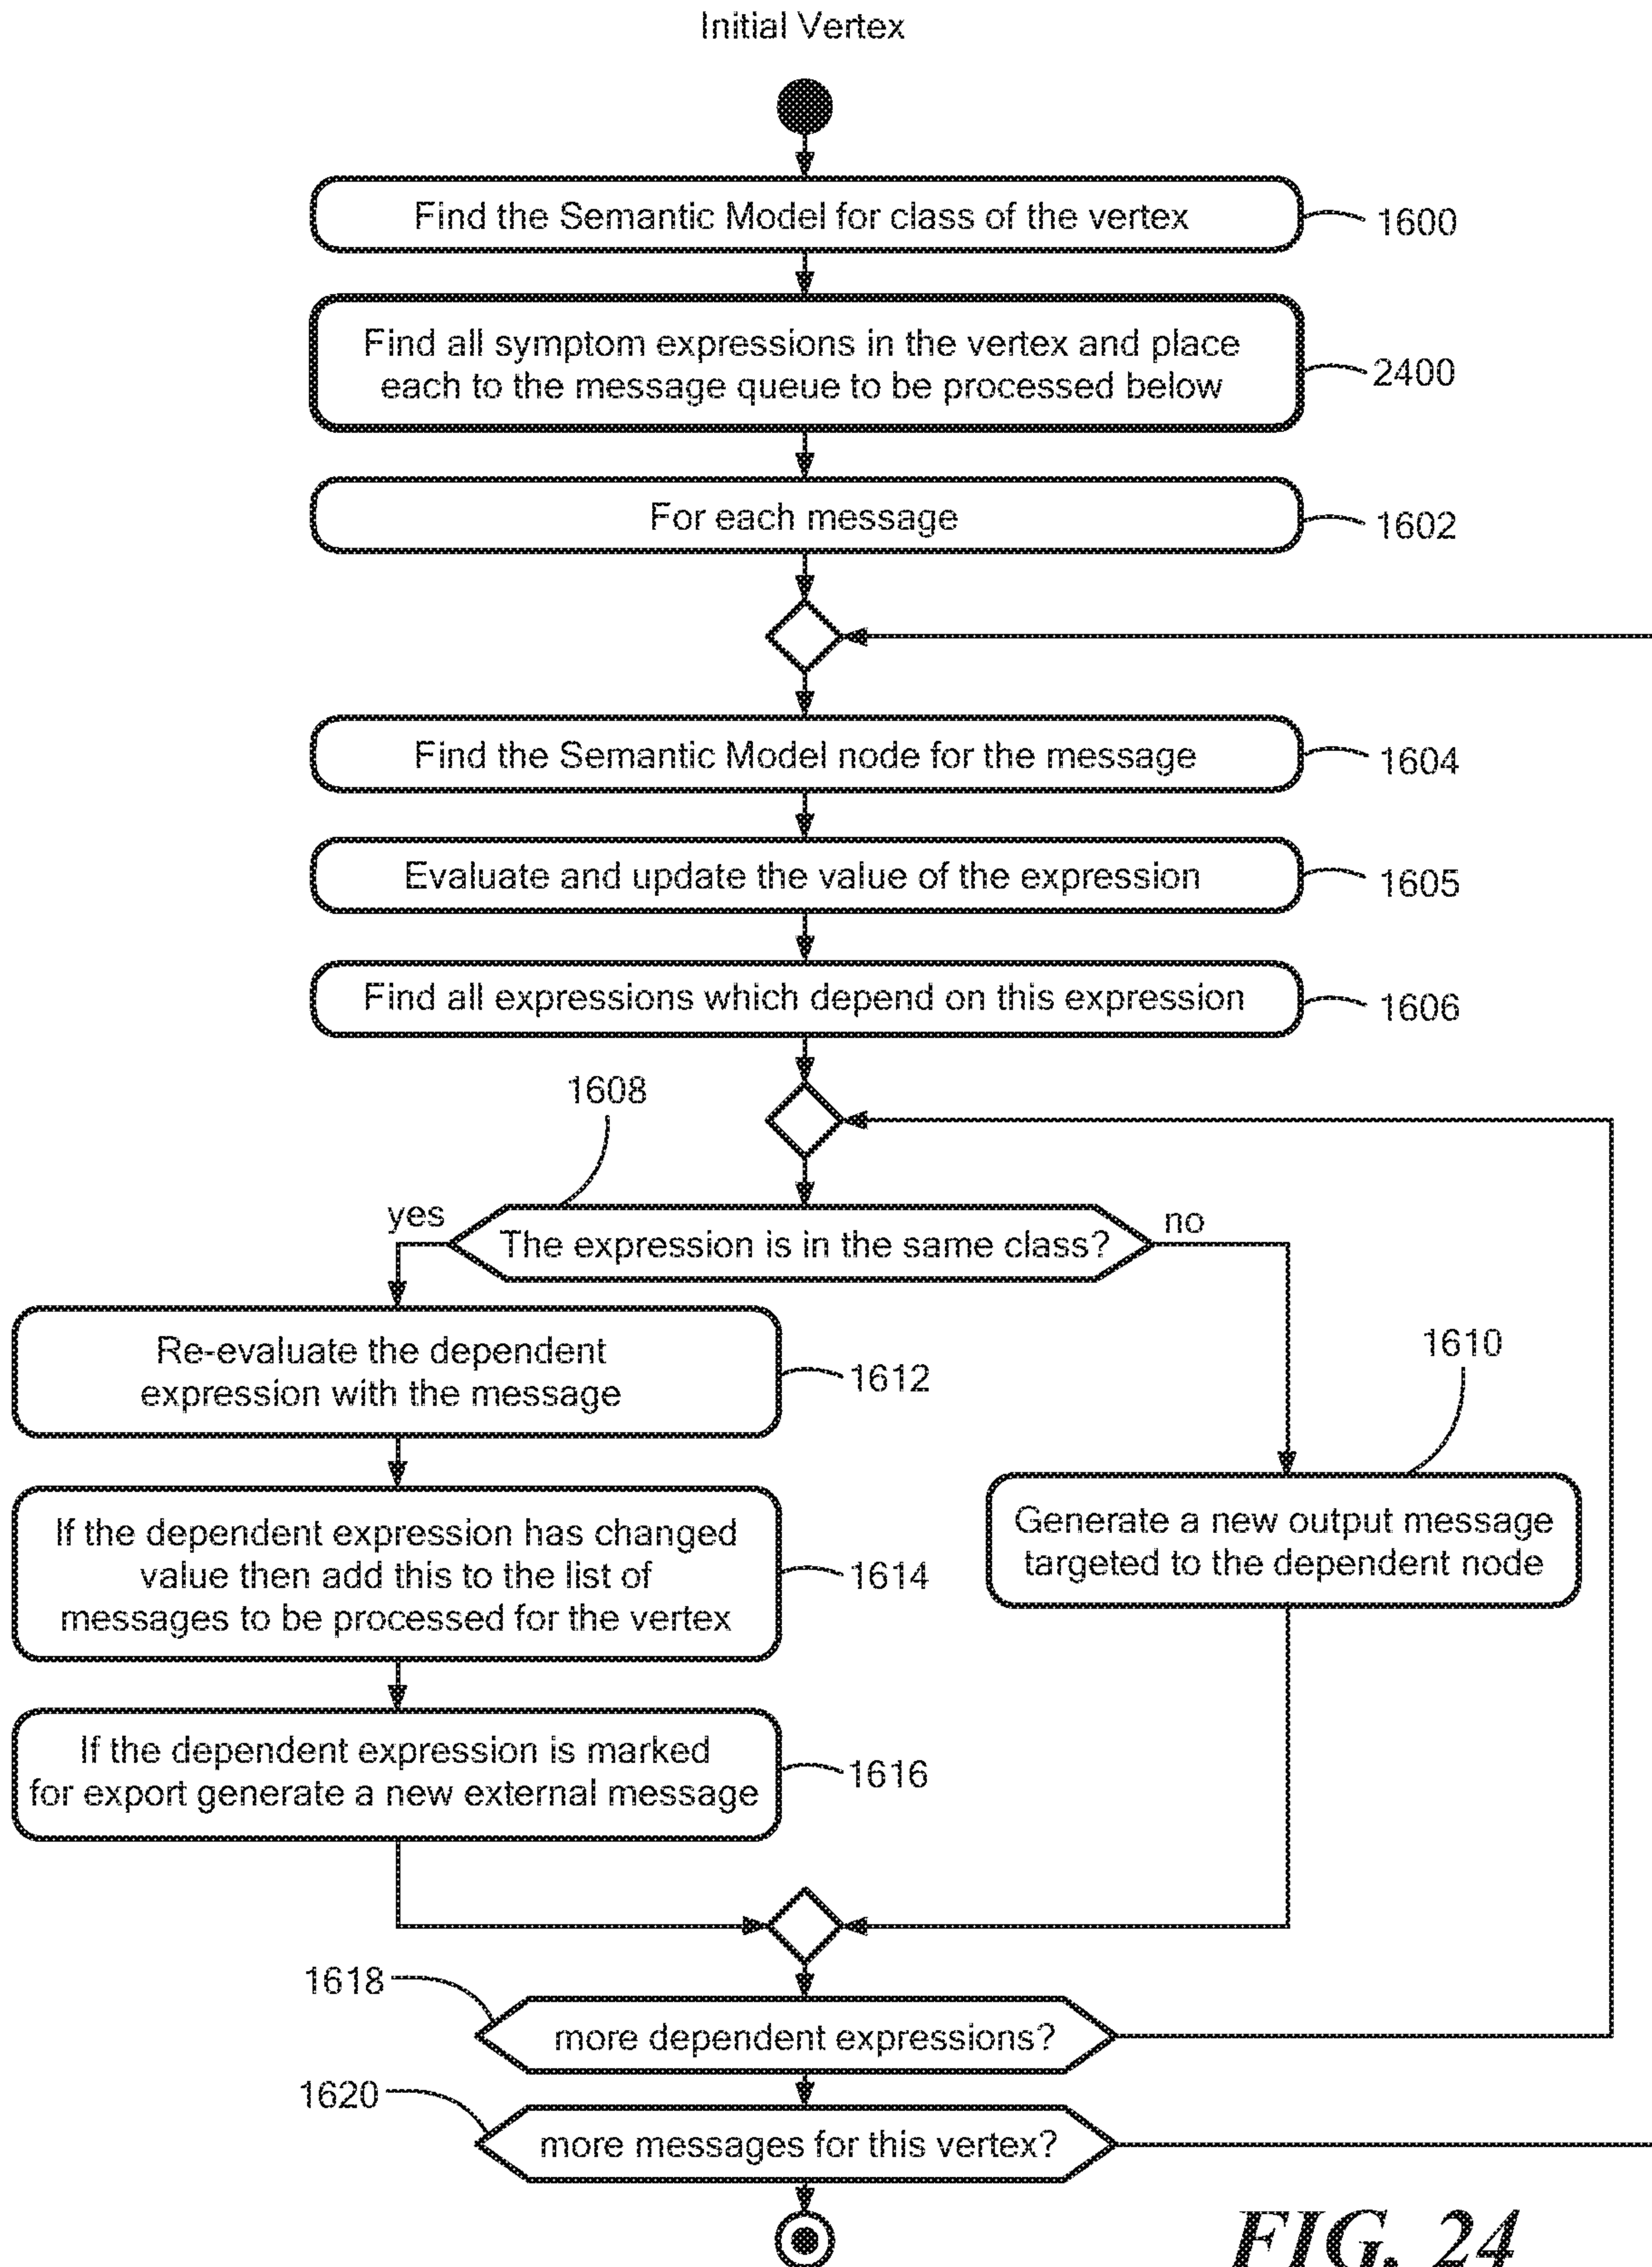 Initial Vertex
Find the Semantic Model for class of the vertex
1600
Find all symptom expressions in the vertex and place
each to the message queue to be processed below
2400
For each message
1602
Find the Semantic Model node for the message
1604
Evaluate and update the value of the expression
1605
Find all expressions which depend on this expression
1606
1608
yes
The expression is in the same class?
no
Re-evaluate the dependent
expression with the message
1612
1610
If the dependent expression has changed
value then add this to the list of
messages to be processed for the vertex
1614
Generate a new output message
targeted to the dependent node
If the dependent expression is marked
for export generate a new external message
1616
1618
more dependent expressions?
1620
more messages for this vertex?
FIG. 24